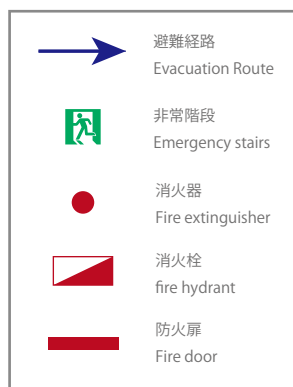 避難経路
Evacuation Route
非常階段
Emergency stairs
消火器
Fire extinguisher
消火栓
fire hydrant
防火扉
Fire door